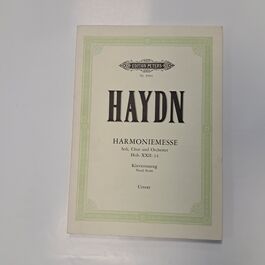 EDITION PETERS
HAYDN
HARMONIEMESSE
Soli, Chor und Orchester
Hob. XXII: 14
Klavierauszug
Vocal Score
Urtext